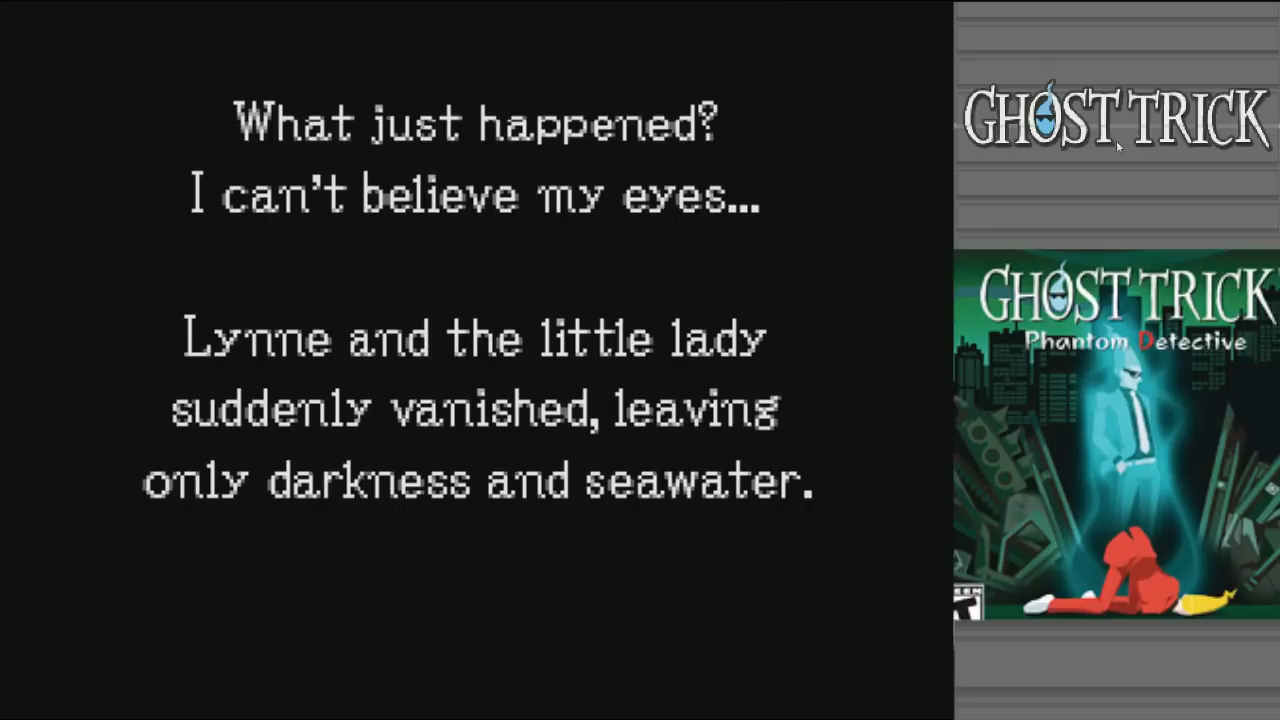 What just happened?
I can't believe my eyes...
Lynne and the little lady
suddenly vanished, leaving
only darkness and seawater.
GHOST TRICK
GHOST TRICK
Phantom Detective
T